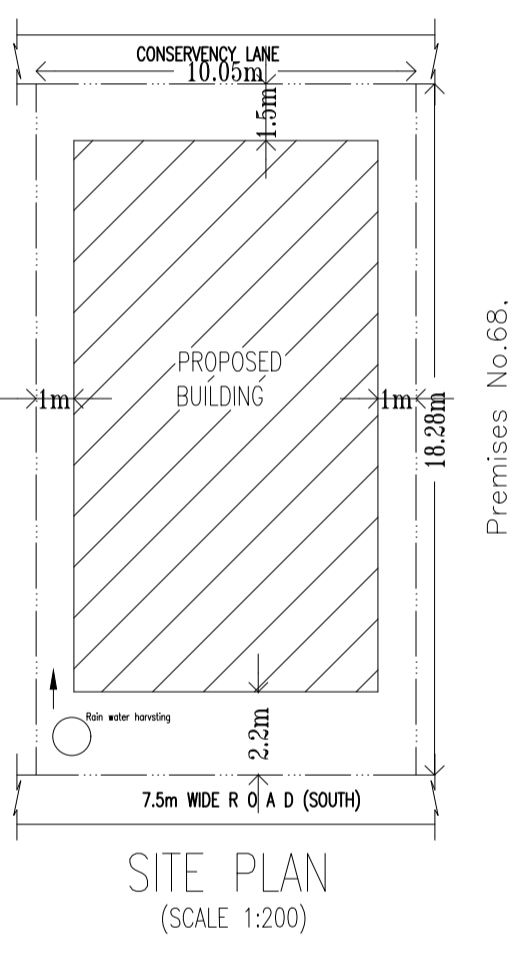 CONSERVENCY LANE
10.05m
1.5m
PROPOSED
BUILDING
1m
1m
18.28m
Premises No.68,
Rain water harvsting
2.2m
7.5m WIDE R O A D (SOUTH)
SITE PLAN
(SCALE 1:200)